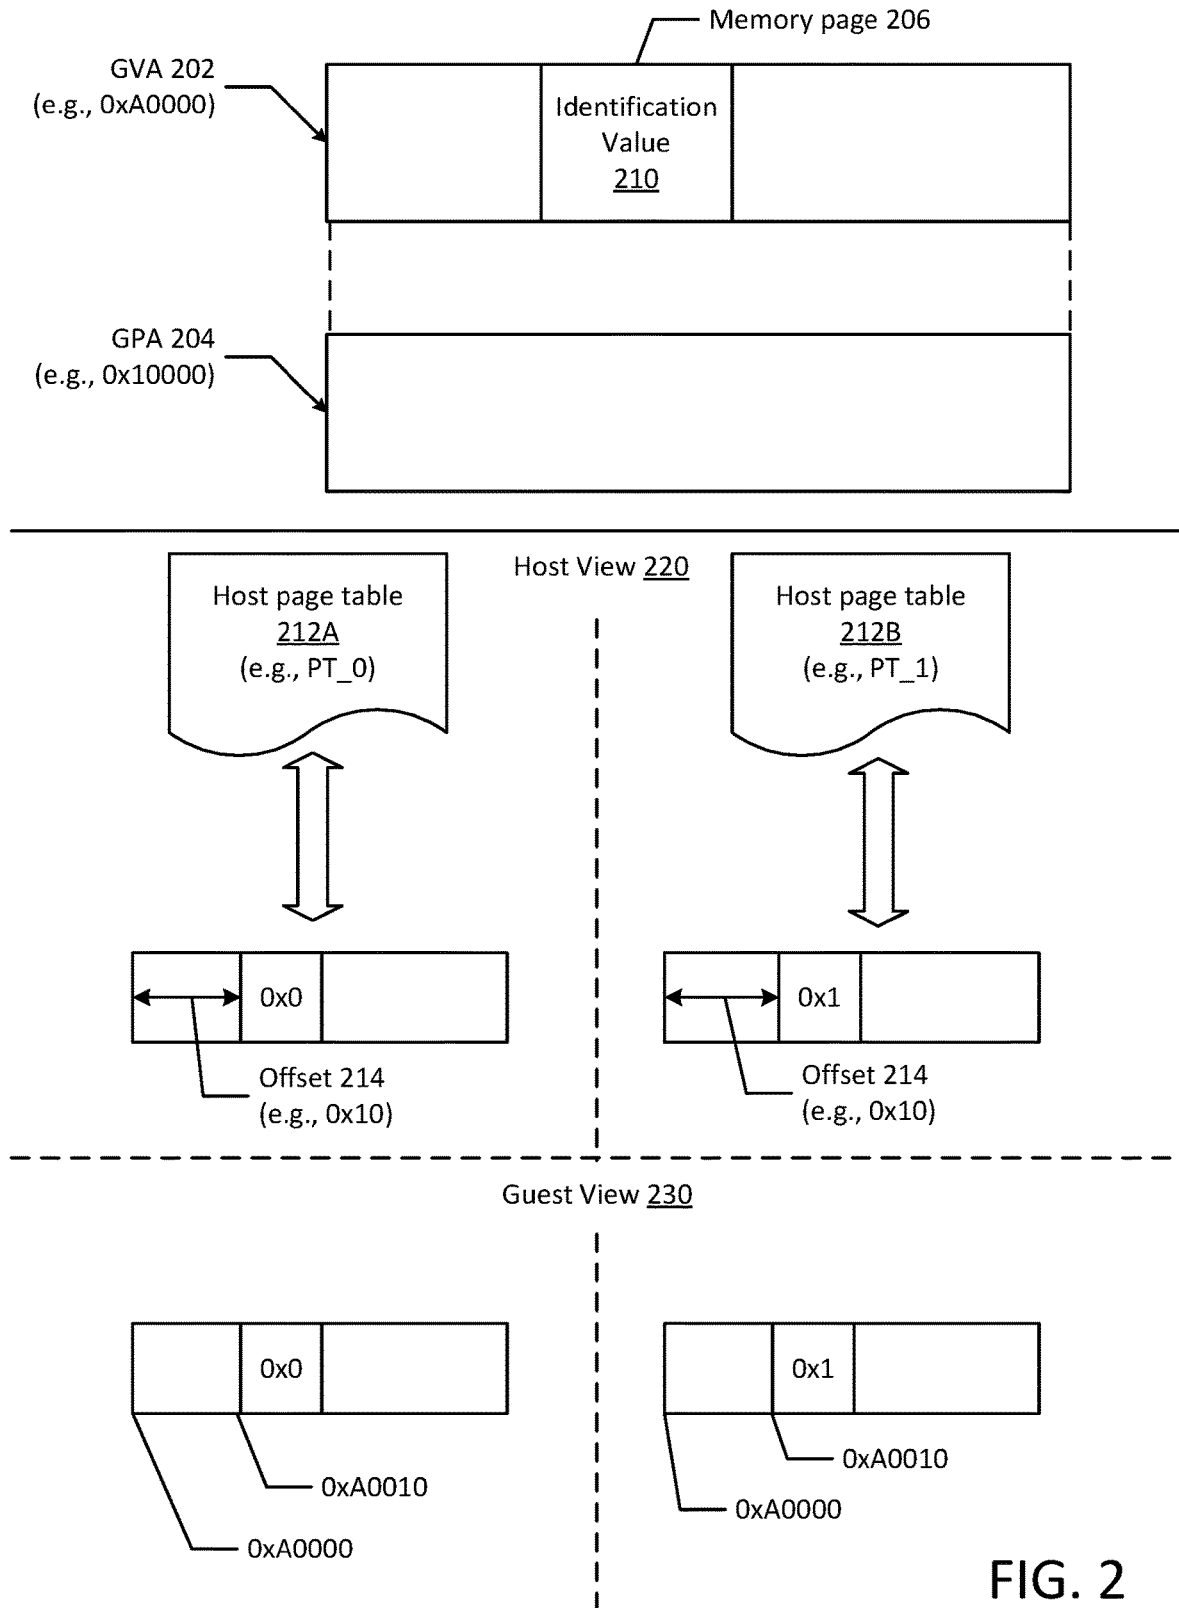 Memory page 206
GVA 202
(e.g., 0xA0000)
Identification
Value
210
GPA 204
(e.g., 0x10000)
Host View 220
Host page table
212A
(e.g., PT_0)
Host page table
212B
(e.g., PT_1)
0x0
0x1
Offset 214
(e.g., 0x10)
Offset 214
(e.g., 0x10)
Guest View 230
0x0
0x1
0xA0010
0xA0000
0xA0010
0xA0000
FIG. 2